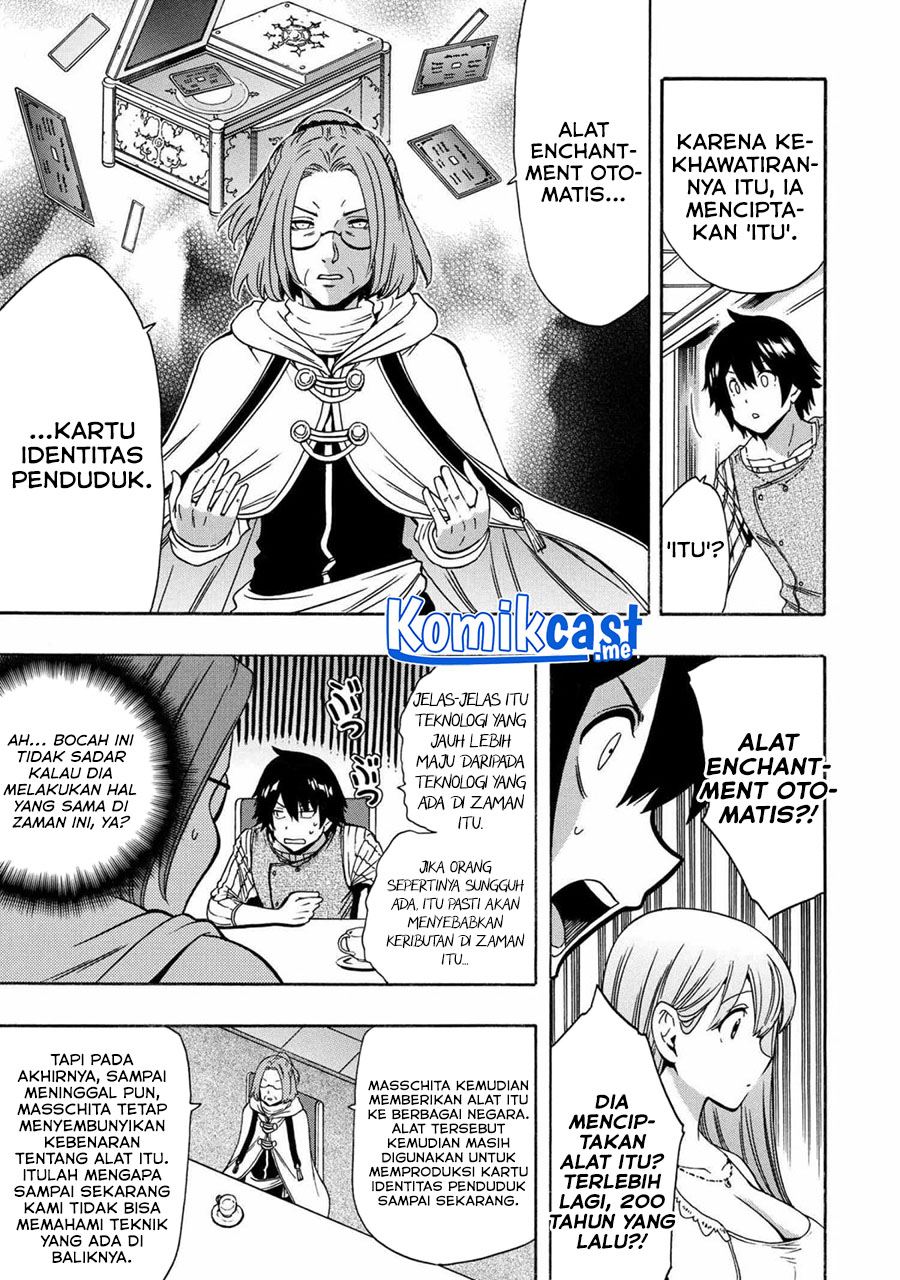 KARENA KE-
KHAWATIRAN-
NYA ITU, IA
MENCIPTA-
KAN 'ITU'.
'ITU'?
ALAT
ENCHANT-
MENT OTO-
MATIS...
...KARTU
IDENTITAS
PENDUDUK.
Komikcast
.me
ALAT
ENCHANT-
MENT OTO-
MATIS?!
DIA
MENCIP-
TAKAN
ALAT ITU?
TERLEBIH
LAGI, 200
TAHUN YANG
LALU?!
JELAS-JELAS ITU
TEKNOLOGI YANG
JAUH LEBIH
MAJU DARIPADA
TEKNOLOGI YANG
ADA DI ZAMAN
ITU.
JIKA ORANG
SEPERTINYA SUNGGUH
ADA, ITU PASTI AKAN
MENYEBABKAN
KERIBUTAN DI ZAMAN
ITU...
ガッ
ガッ
AH... BOCAH INI
TIDAK SADAR
KALAU DIA
MELAKUKAN HAL
YANG SAMA DI
ZAMAN INI, YA?
MASSCHITA KEMUDIAN
MEMBERIKAN ALAT ITU
KE BERBAGAI NEGARA.
ALAT TERSEBUT
KEMUDIAN MASIH
DIGUNAKAN UNTUK
MEMPRODUKSI KARTU
IDENTITAS PENDUDUK
SAMPAI SEKARANG.
TAPI PADA
AKHIRNYA, SAMPAI
MENINGGAL PUN,
MASSCHITA TETAP
MENYEMBUNYIKAN
KEBENARAN
TENTANG ALAT ITU.
ITULAH MENGAPA
SAMPAI SEKARANG
KAMI TIDAK BISA
MEMAHAMI TEKNIK
YANG ADA DI
BALIKNYA.